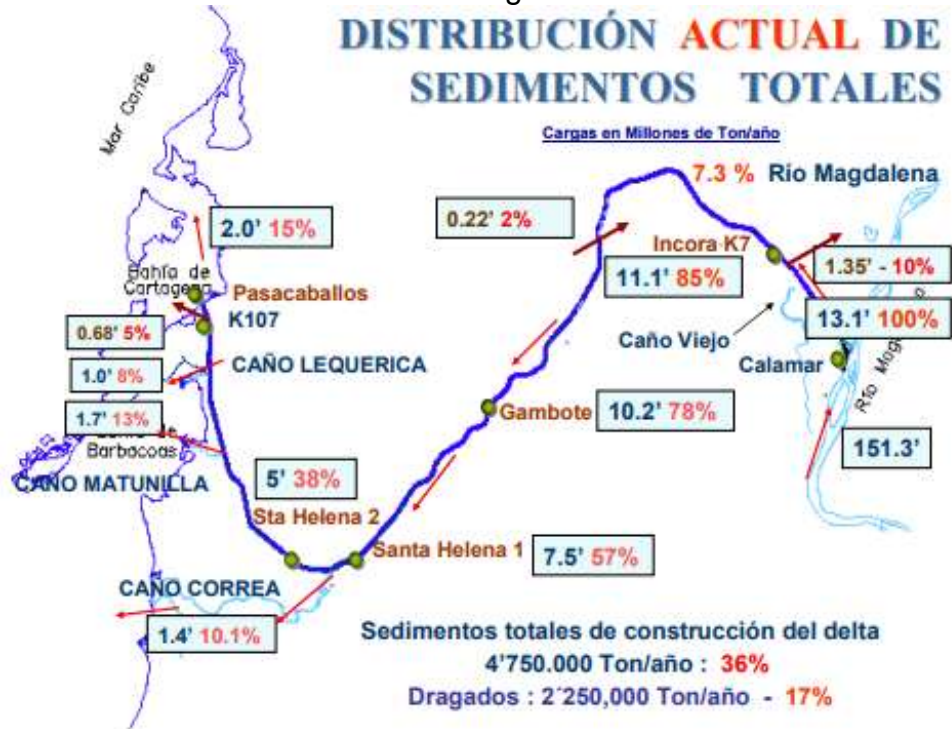 DISTRIBUCIÓN ACTUAL DE
SEDIMENTOS TOTALES
Cargas en Millones de Ton/año
Mar Caribe
7.3 % Río Magdalena
0.22' 2%
2.0' 15%
Incora K7
11.1' 85%
1.35' - 10%
Bahía de
Cartagena
Pasacaballos
13.1' 100%
K107
0.68' 5%
Caño Viejo
CAÑO LEQUERICA
Calamar
1.0' 8%
Río
Gambote
10.2' 78%
1.7' 13%
de
Barbacoas
151.3'
CAÑO MATUNILLA
5' 38%
Sta Helena 2
Santa Helena 1
7.5' 57%
CAÑO CORREA
1.4' 10.1%
Sedimentos totales de construcción del delta
4'750.000 Ton/año : 36%
Dragados : 2´250,000 Ton/año - 17%